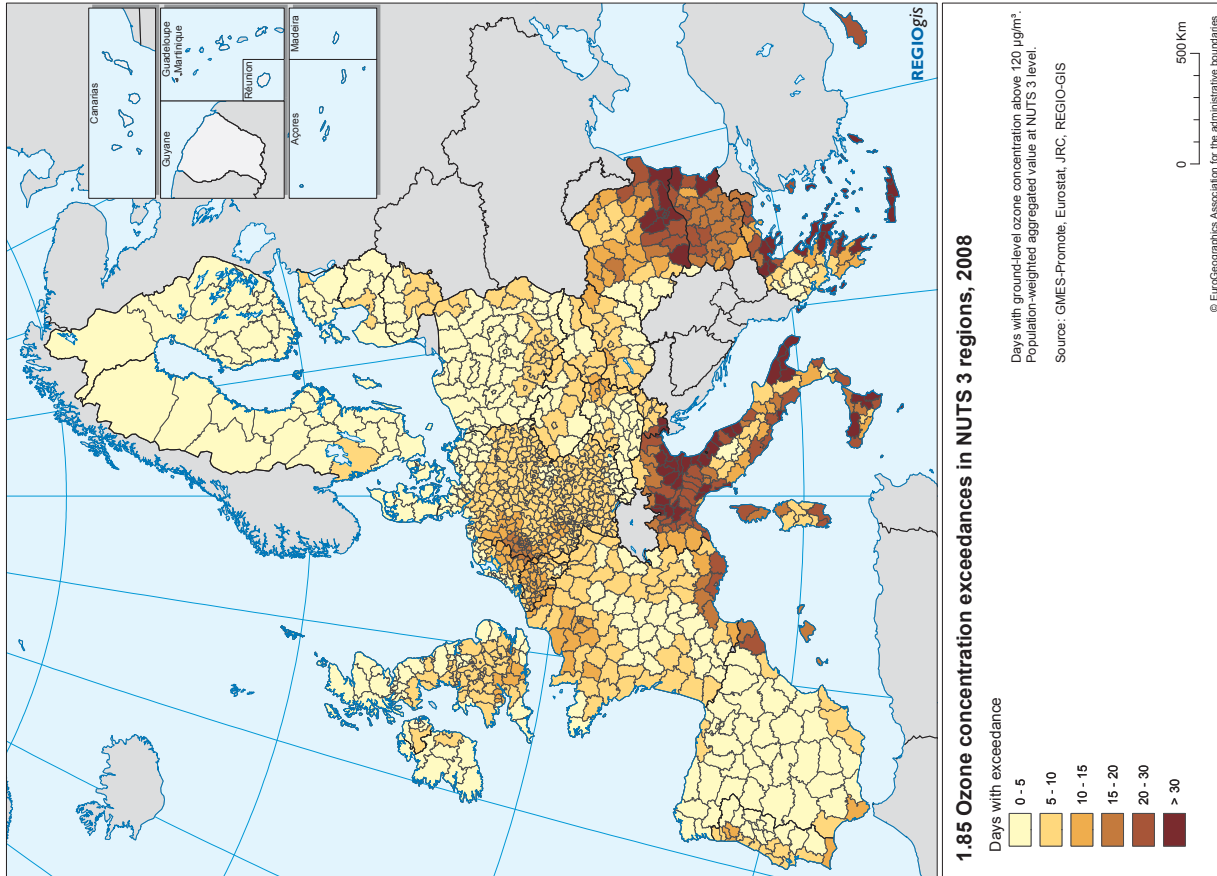 Canarias
Guyane
Guadeloupe
Martinique
Réunion
Açores
Madeira
REGIOgis
1.85 Ozone concentration exceedances in NUTS 3 regions, 2008
Days with exceedance
0 - 5
5 - 10
10 - 15
15 - 20
20 - 30
> 30
Days with ground-level ozone concentration above 120 µg/m³.
Population-weighted aggregated value at NUTS 3 level.
Source: GMES-Promote, Eurostat, JRC, REGIO-GIS
0 500 Km
© EuroGeographics Association for the administrative boundaries